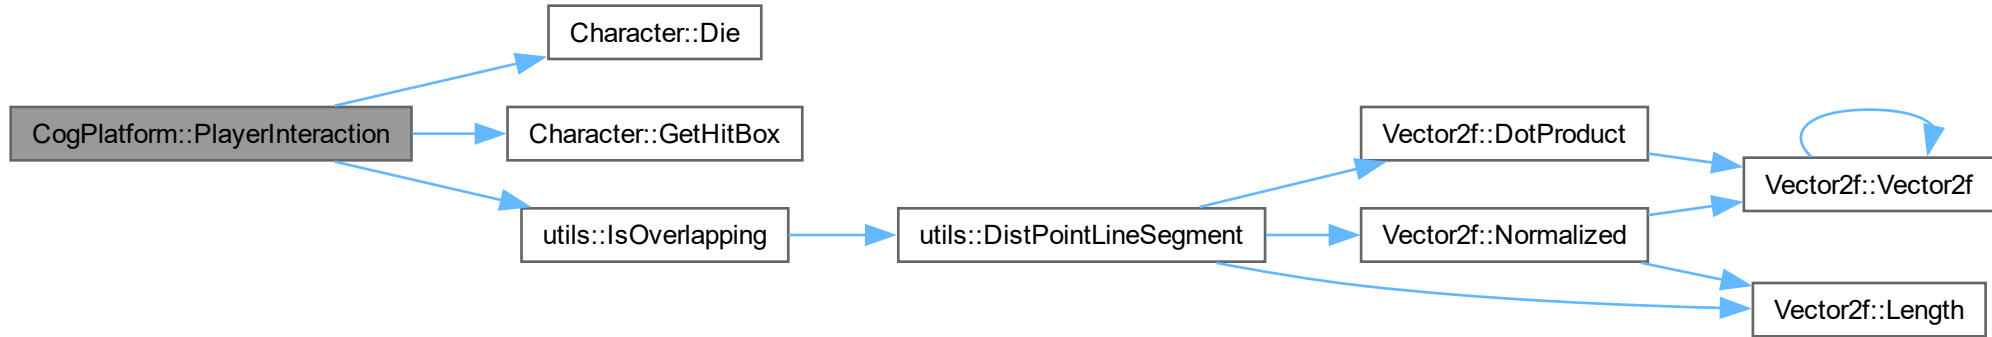 CogPlatform::PlayerInteraction
Character::Die
Character::GetHitBox
utils::IsOverlapping
utils::DistPointLineSegment
Vector2f::DotProduct
Vector2f::Normalized
Vector2f::Vector2f
Vector2f::Length